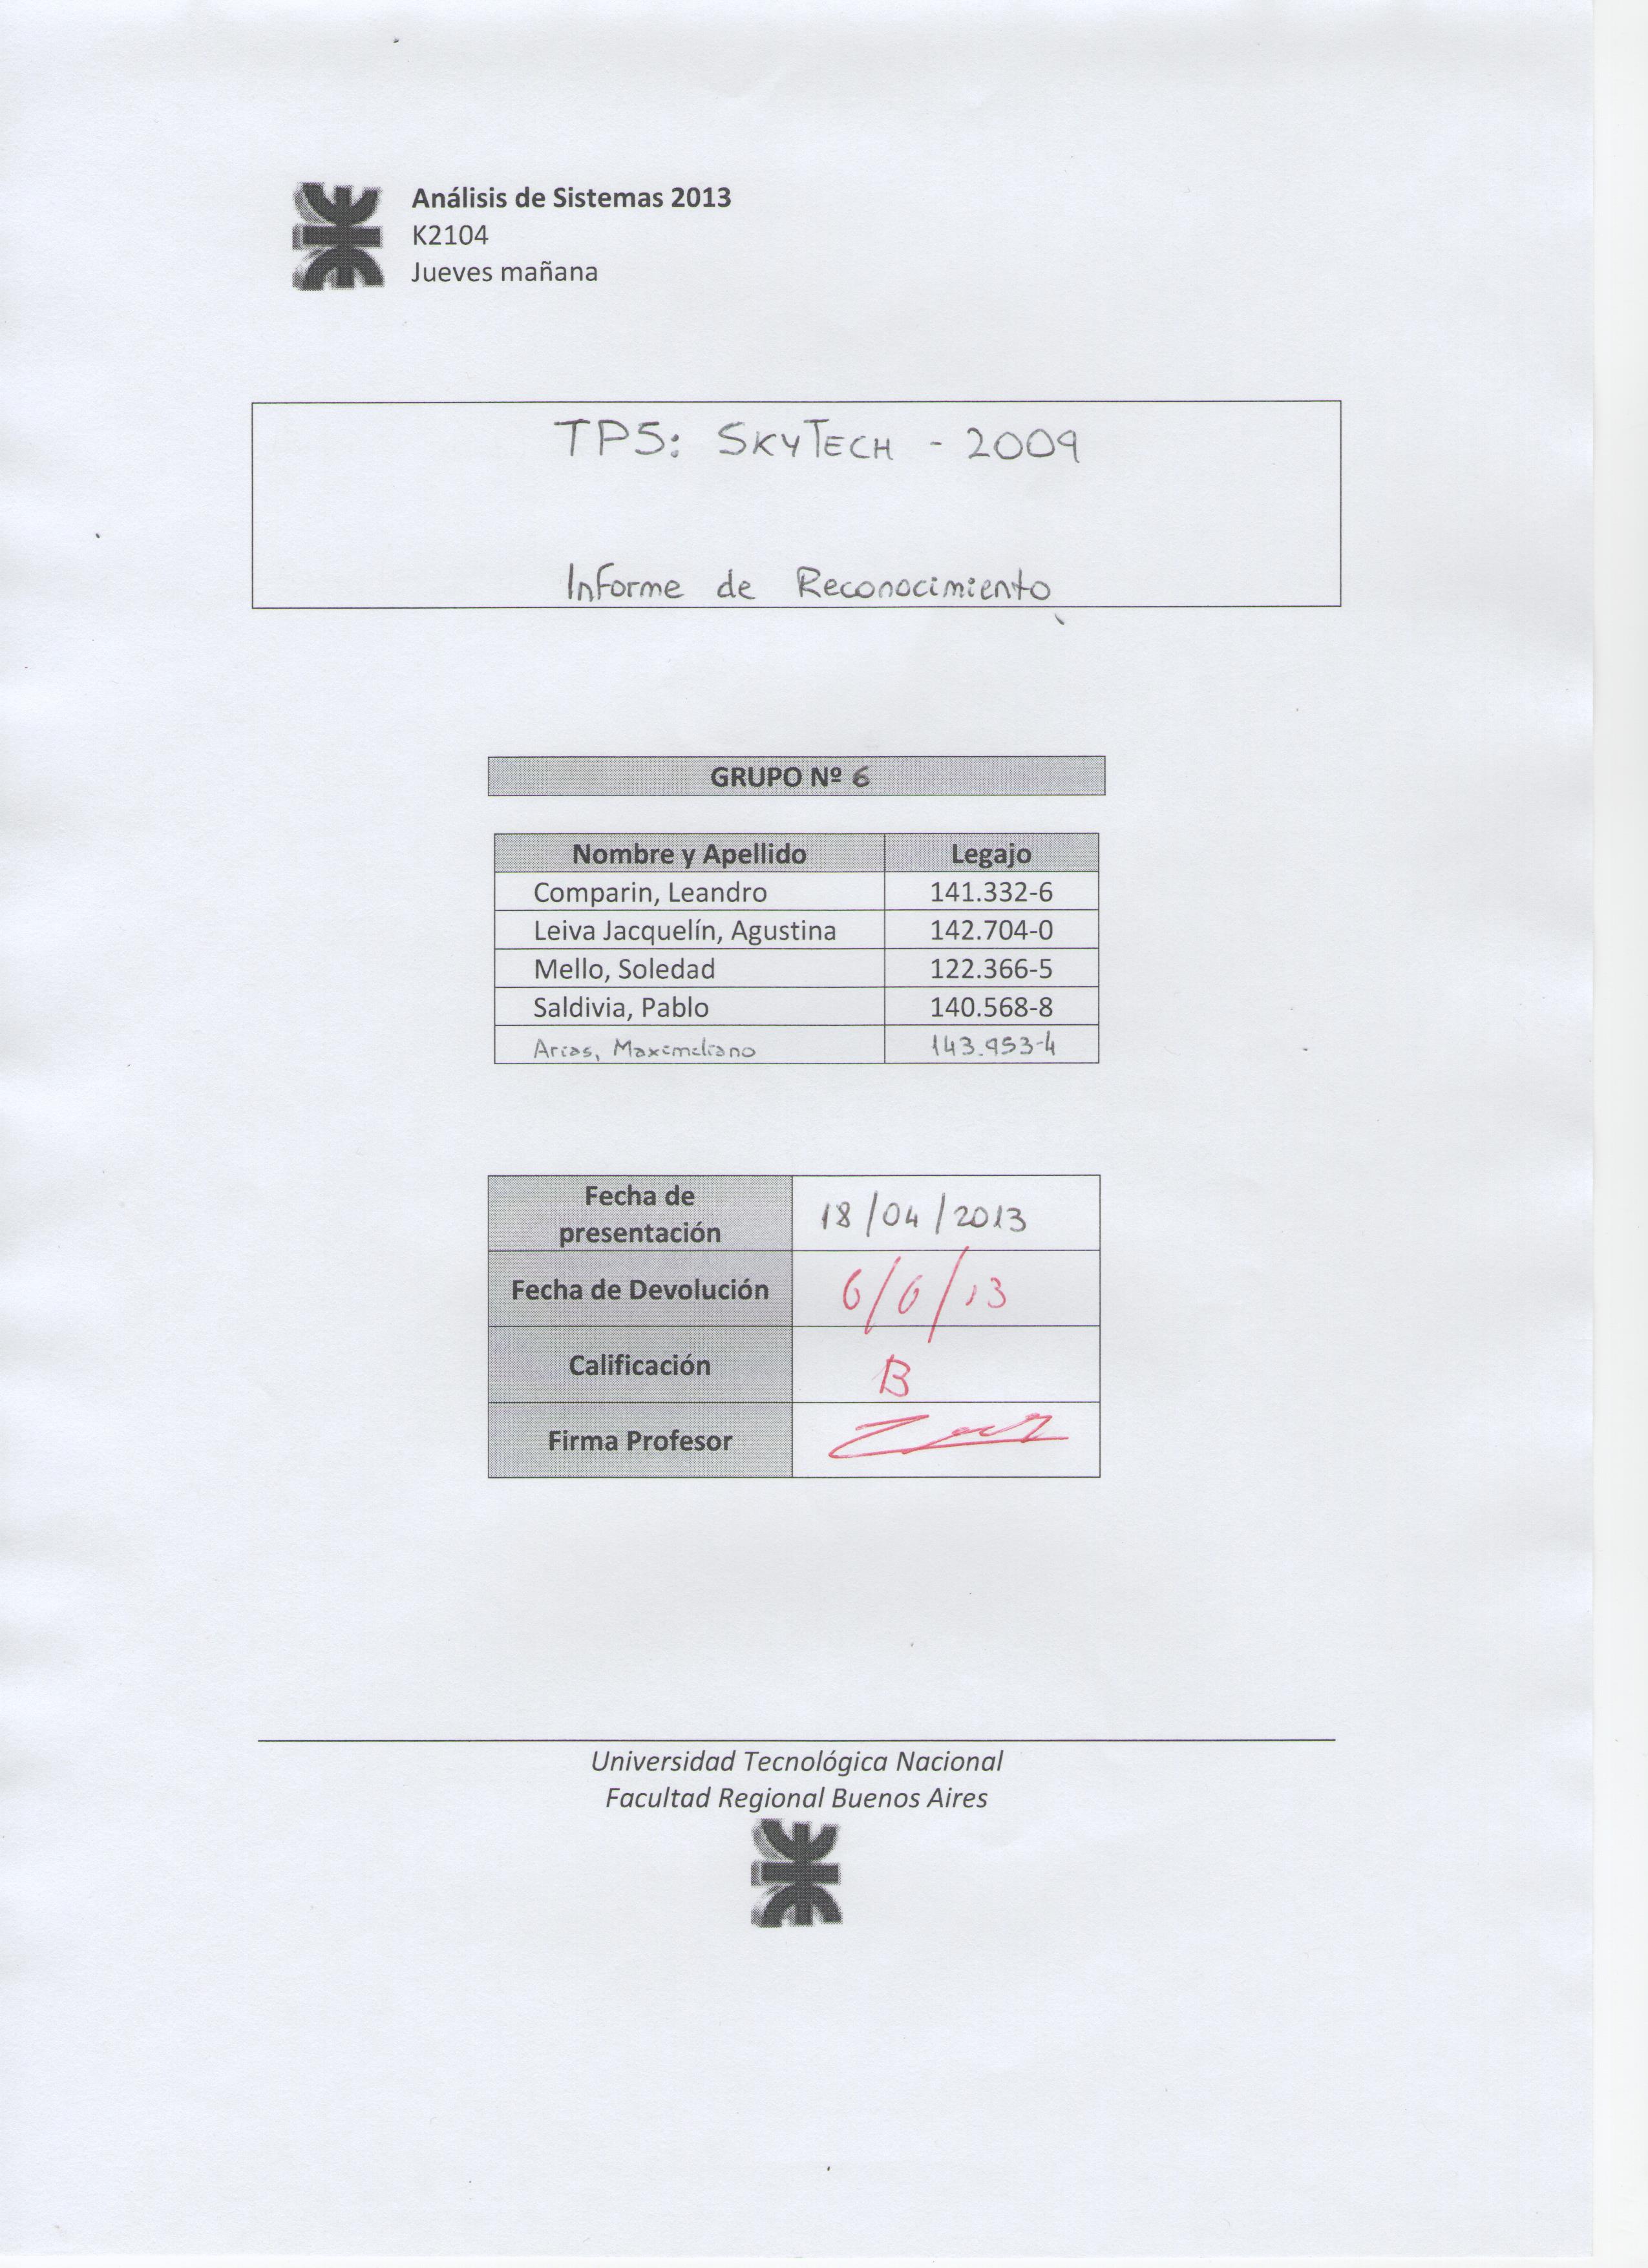 Análisis de Sistemas 2013
K2104
Jueves mañana
TP5: SKYTECH - 2009
Informe de Reconocimiento
GRUPO Nº 6
Nombre y Apellido Legajo
Comparin, Leandro 141.332-6
Leiva Jacquelín, Agustina 142.704-0
Mello, Soledad 122.366-5
Saldivia, Pablo 140.568-8
Arias, Maximiliano 143.953-4
Fecha de
presentación 18/04/2013
Fecha de Devolución 6/6/13
Calificación B
Firma Profesor
Universidad Tecnológica Nacional
Facultad Regional Buenos Aires